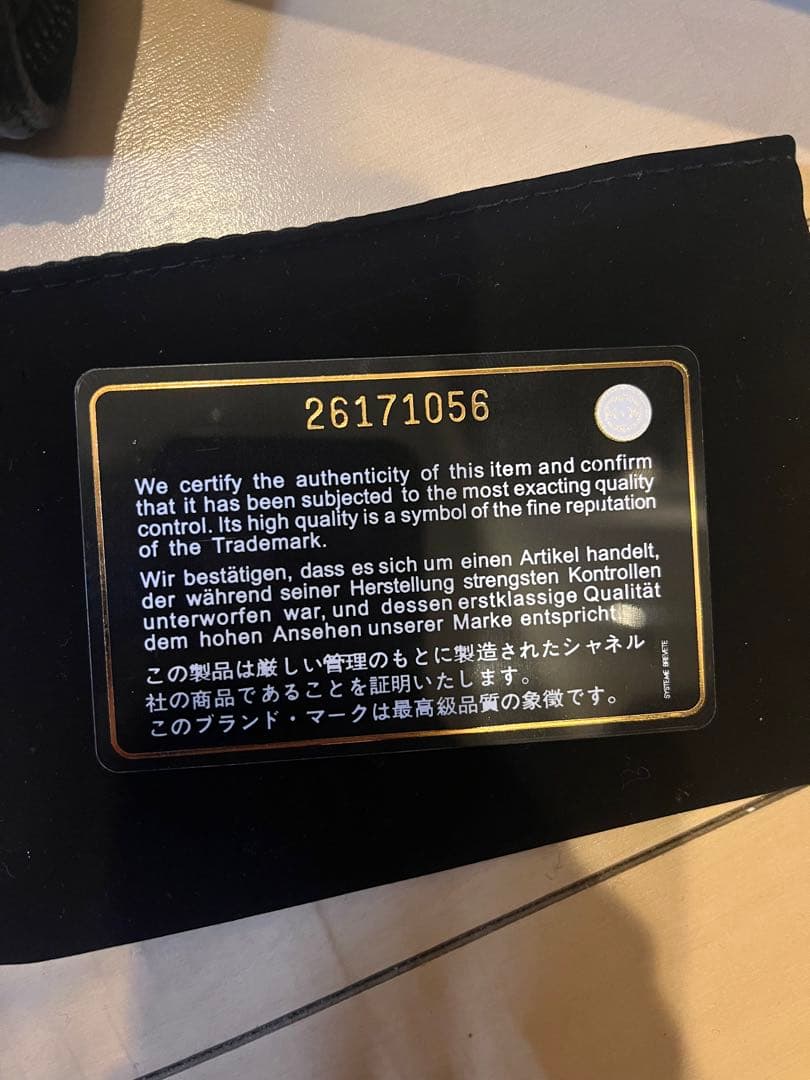 26171056
We certify the authenticity of this item and confirm
that it has been subjected to the most exacting quality
control. Its high quality is a symbol of the fine reputation
of the Trademark.
Wir bestätigen, dass es sich um einen Artikel handelt,
der während seiner Herstellung strengsten Kontrollen
unterworfen war, und dessen erstklassige Qualität
dem hohen Ansehen unserer Marke entspricht.
この製品は厳しい管理のもとに製造されたシャネル
社の商品であることを証明いたします。
このブランド・マークは最高級品質の象徴です。
SYSTEME BREVETE